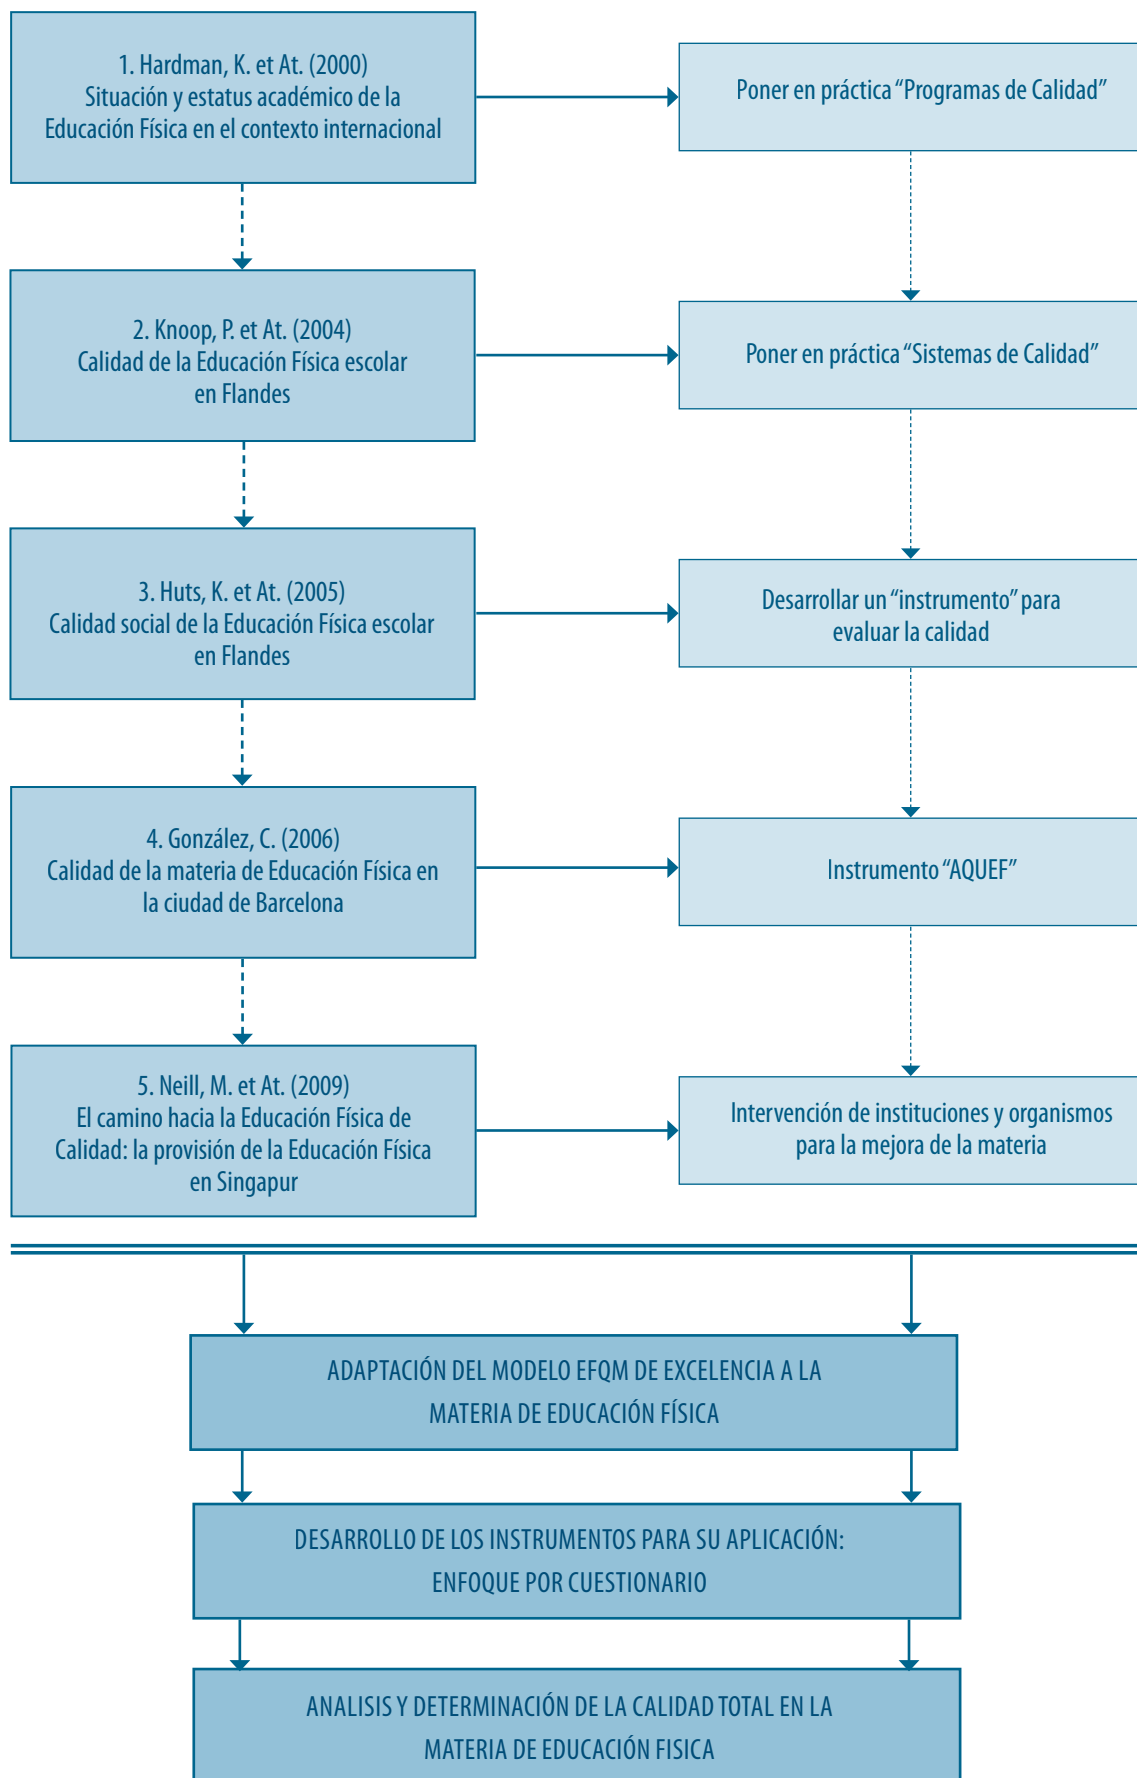 1. Hardman, K. et At. (2000)
Situación y estatus académico de la
Educación Física en el contexto internacional
Poner en práctica “Programas de Calidad”
2. Knoop, P. et At. (2004)
Calidad de la Educación Física escolar
en Flandes
Poner en práctica “Sistemas de Calidad”
3. Huts, K. et At. (2005)
Calidad social de la Educación Física escolar
en Flandes
Desarrollar un “instrumento” para
evaluar la calidad
4. González, C. (2006)
Calidad de la materia de Educación Física en
la ciudad de Barcelona
Instrumento “AQUEF”
5. Neill, M. et At. (2009)
El camino hacia la Educación Física de
Calidad: la provisión de la Educación Física
en Singapur
Intervención de instituciones y organismos
para la mejora de la materia
ADAPTACIÓN DEL MODELO EFQM DE EXCELENCIA A LA
MATERIA DE EDUCACIÓN FÍSICA
DESARROLLO DE LOS INSTRUMENTOS PARA SU APLICACIÓN:
ENFOQUE POR CUESTIONARIO
ANALISIS Y DETERMINACIÓN DE LA CALIDAD TOTAL EN LA
MATERIA DE EDUCACIÓN FISICA